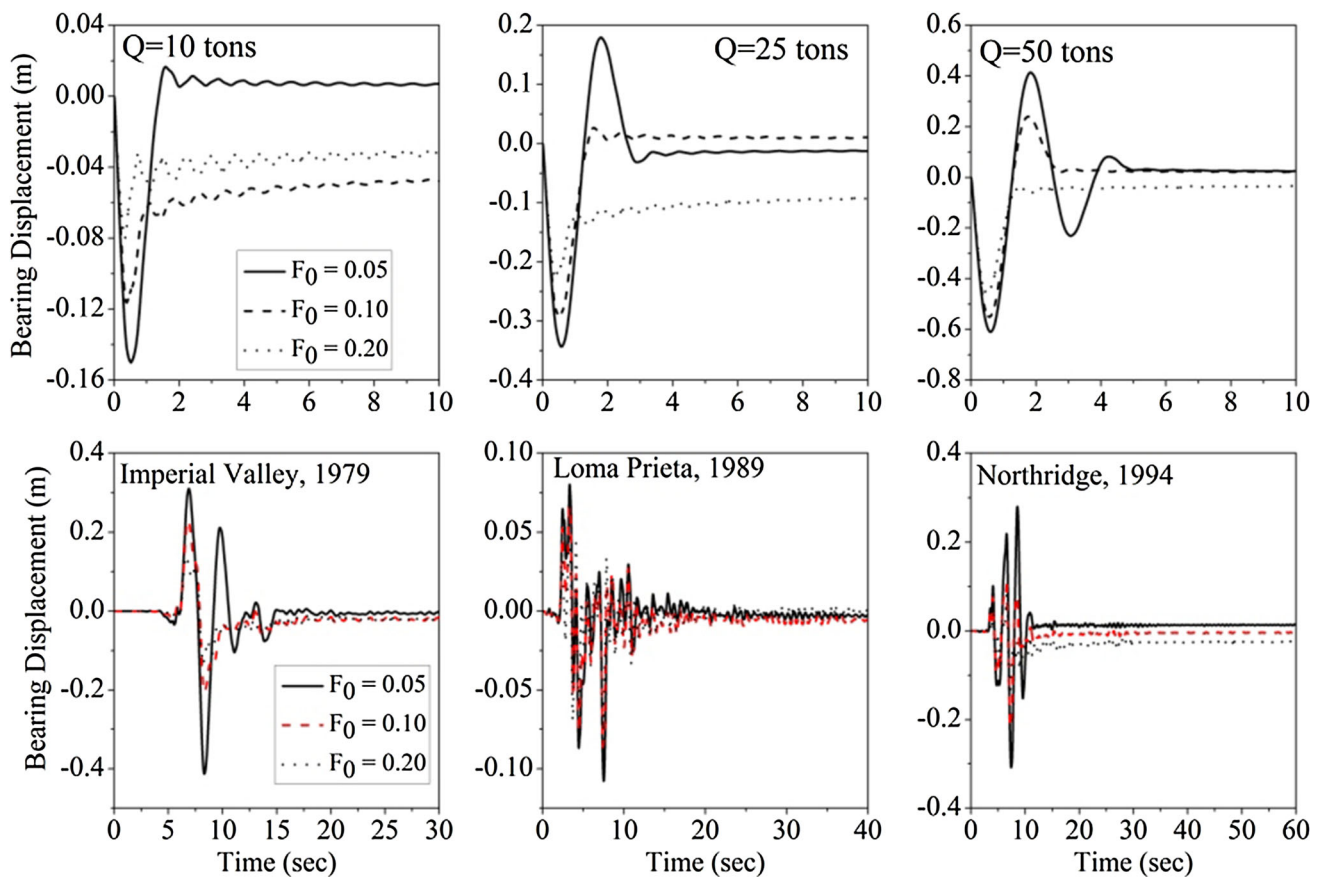 Bearing Displacement (m)
0.04
0.00
-0.04
-0.08
-0.12
-0.16
Q=10 tons
F0 = 0.05
F0 = 0.10
F0 = 0.20
0 2 4 6 8 10
0.2
0.1
0.0
-0.1
-0.2
-0.3
-0.4
Q=25 tons
0 2 4 6 8 10
0.6
0.4
0.2
0.0
-0.2
-0.4
-0.6
-0.8
Q=50 tons
0 2 4 6 8 10
Bearing Displacement (m)
0.4
0.2
0.0
-0.2
-0.4
Imperial Valley, 1979
F0 = 0.05
F0 = 0.10
F0 = 0.20
0 5 10 15 20 25 30
Time (sec)
0.10
0.05
0.00
-0.05
-0.10
Loma Prieta, 1989
0 10 20 30 40
Time (sec)
0.4
0.2
0.0
-0.2
-0.4
Northridge, 1994
0 10 20 30 40 50 60
Time (sec)